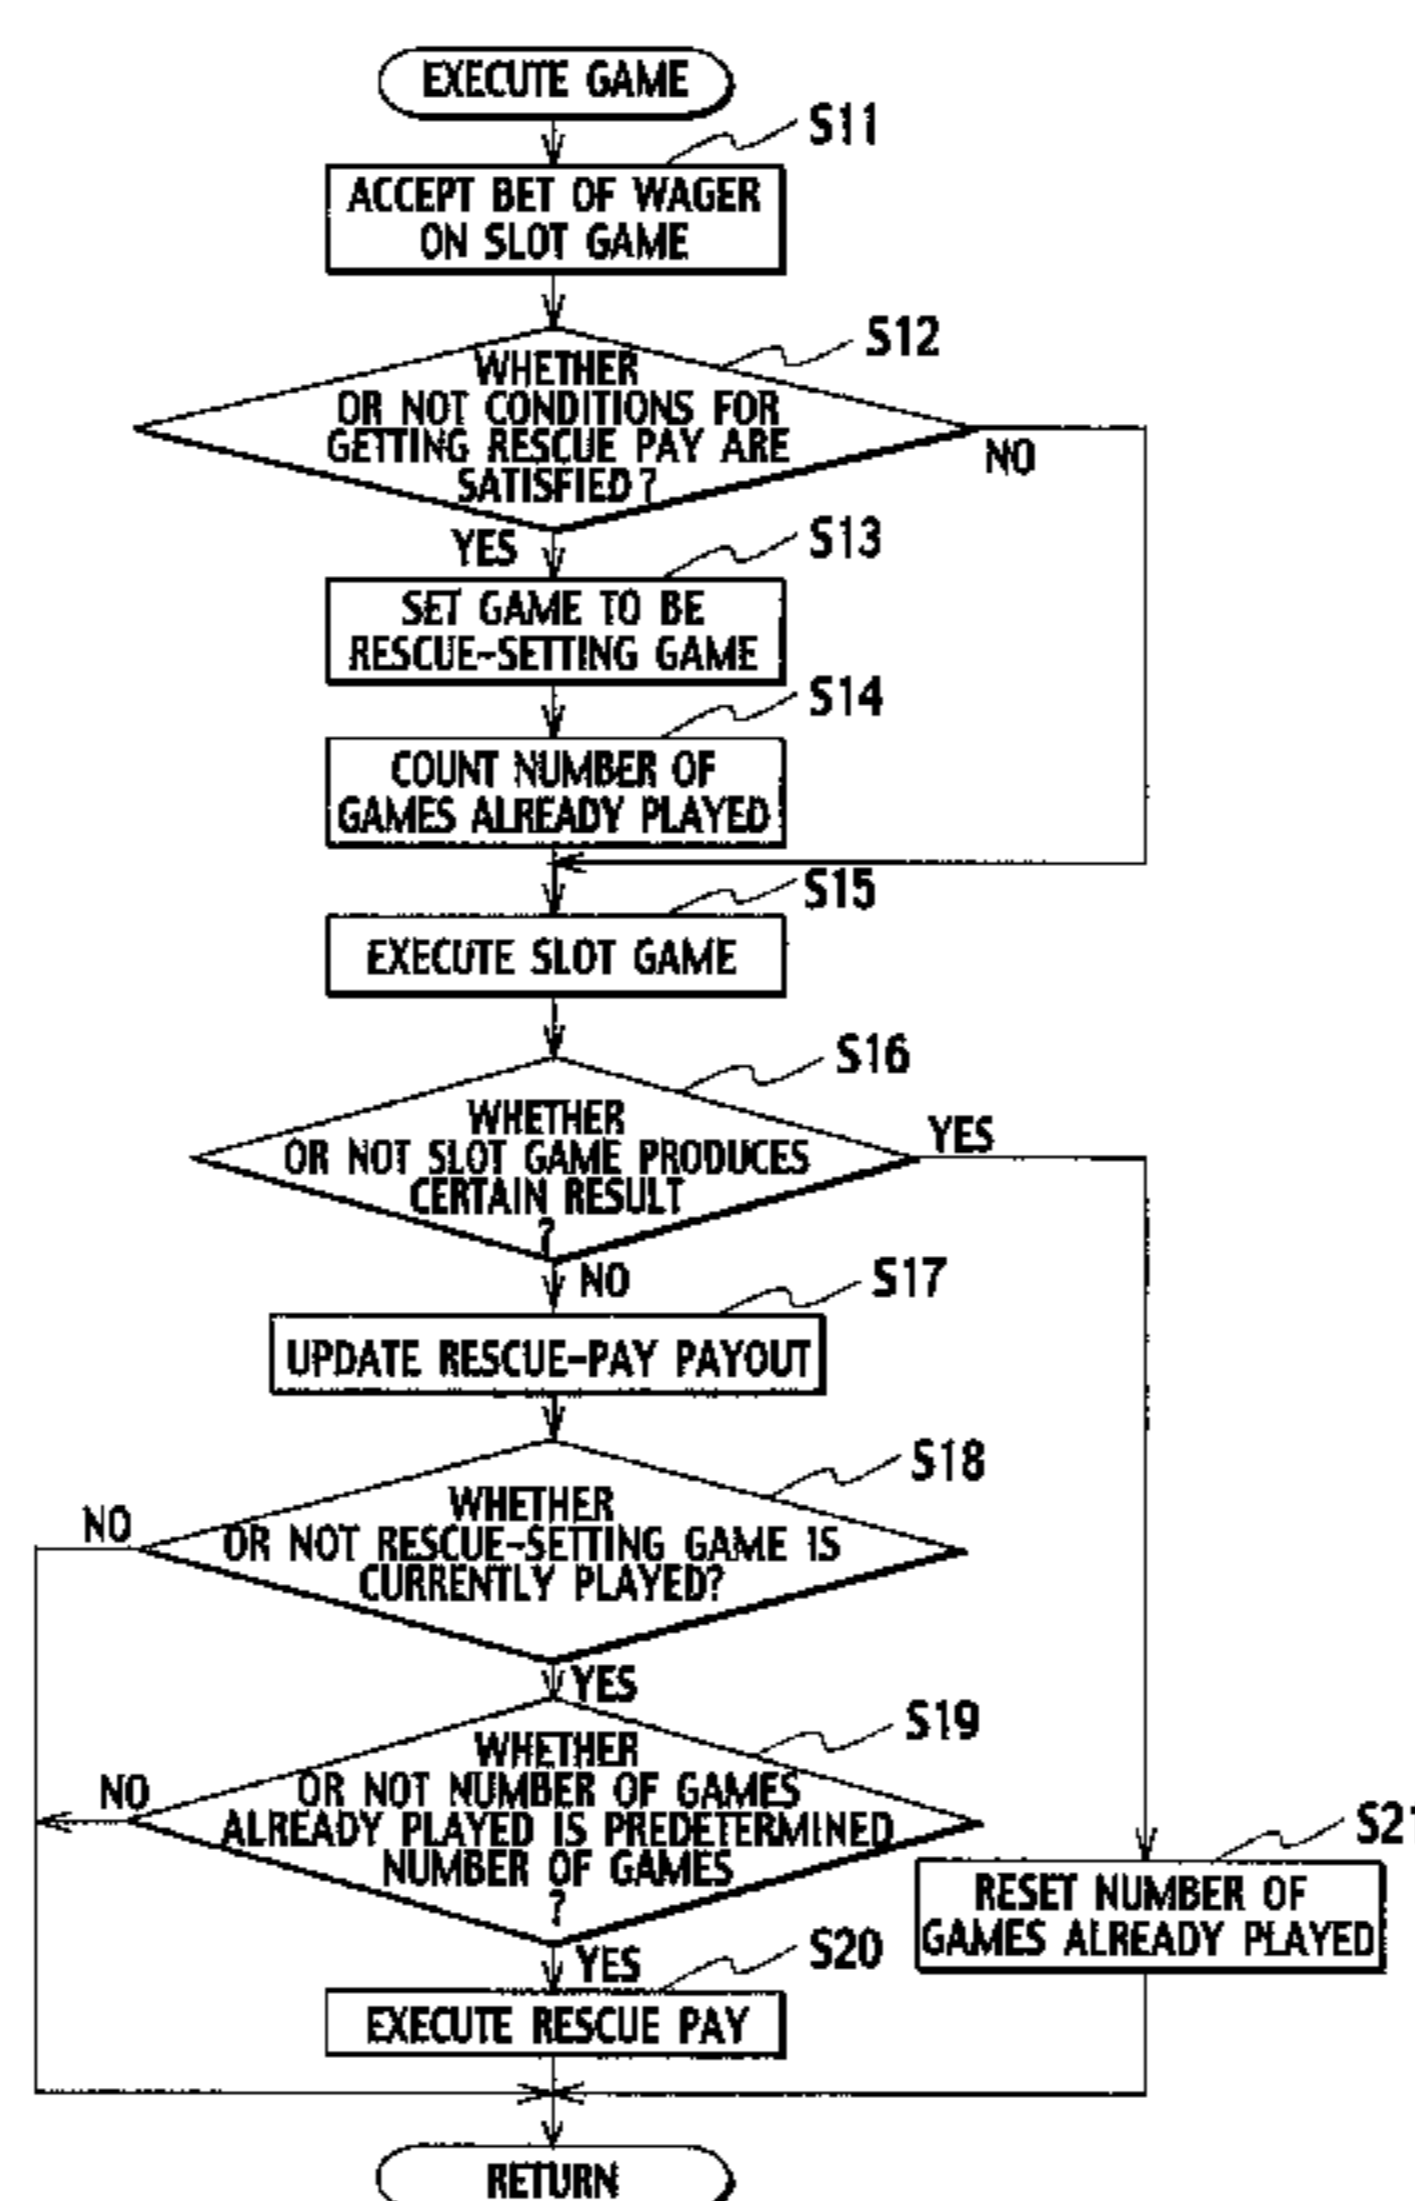 EXECUTE GAME
S11
ACCEPT BET OF WAGER
ON SLOT GAME
S12
WHETHER
OR NOT CONDITIONS FOR
GETTING RESCUE PAY ARE
SATISFIED?
NO
YES
S13
SET GAME TO BE
RESCUE-SETTING GAME
S14
COUNT NUMBER OF
GAMES ALREADY PLAYED
S15
EXECUTE SLOT GAME
S16
WHETHER
OR NOT SLOT GAME PRODUCES
CERTAIN RESULT
?
YES
NO
S17
UPDATE RESCUE-PAY PAYOUT
S18
WHETHER
OR NOT RESCUE-SETTING GAME IS
CURRENTLY PLAYED?
NO
YES
S19
WHETHER
OR NOT NUMBER OF GAMES
ALREADY PLAYED IS PREDETERMINED
NUMBER OF GAMES
?
NO
YES
S21
RESET NUMBER OF
GAMES ALREADY PLAYED
S20
EXECUTE RESCUE PAY
RETURN